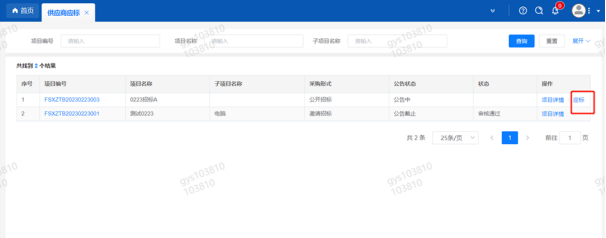 首页 供应商应标 ×
8
项目编号 请输入 项目名称 请输入 子项目名称 请输入 查询 重置 展开
共找到 2 个结果
序号 项目编号 项目名称 子项目名称 采购形式 公告状态 状态 操作
1 FSXZTB20230223003 0223招标A 公开招标 公告中 项目详情 应标
2 FSXZTB20230223001 测试0223 电脑 邀请招标 公告截止 审核通过 项目详情
共 2 条 25条/页 < 1 > 前往 1 页
gys103810
103810